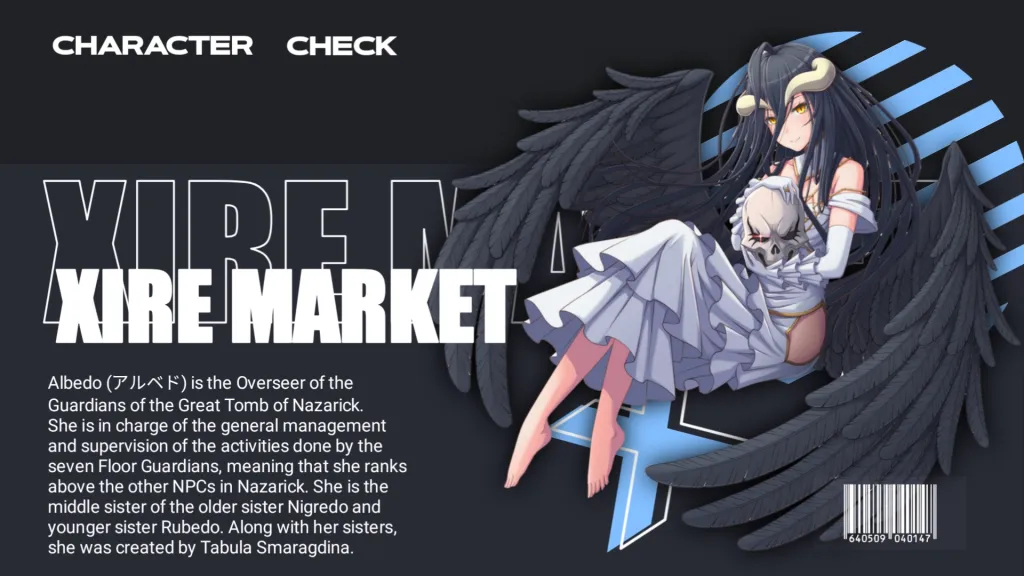 CHARACTER CHECK
XIRE MA
XIRE MARKET
Albedo (アルベド) is the Overseer of the
Guardians of the Great Tomb of Nazarick.
She is in charge of the general management
and supervision of the activities done by the
seven Floor Guardians, meaning that she ranks
above the other NPCs in Nazarick. She is the
middle sister of the older sister Nigredo and
younger sister Rubedo. Along with her sisters,
she was created by Tabula Smaragdina.
640509 040147